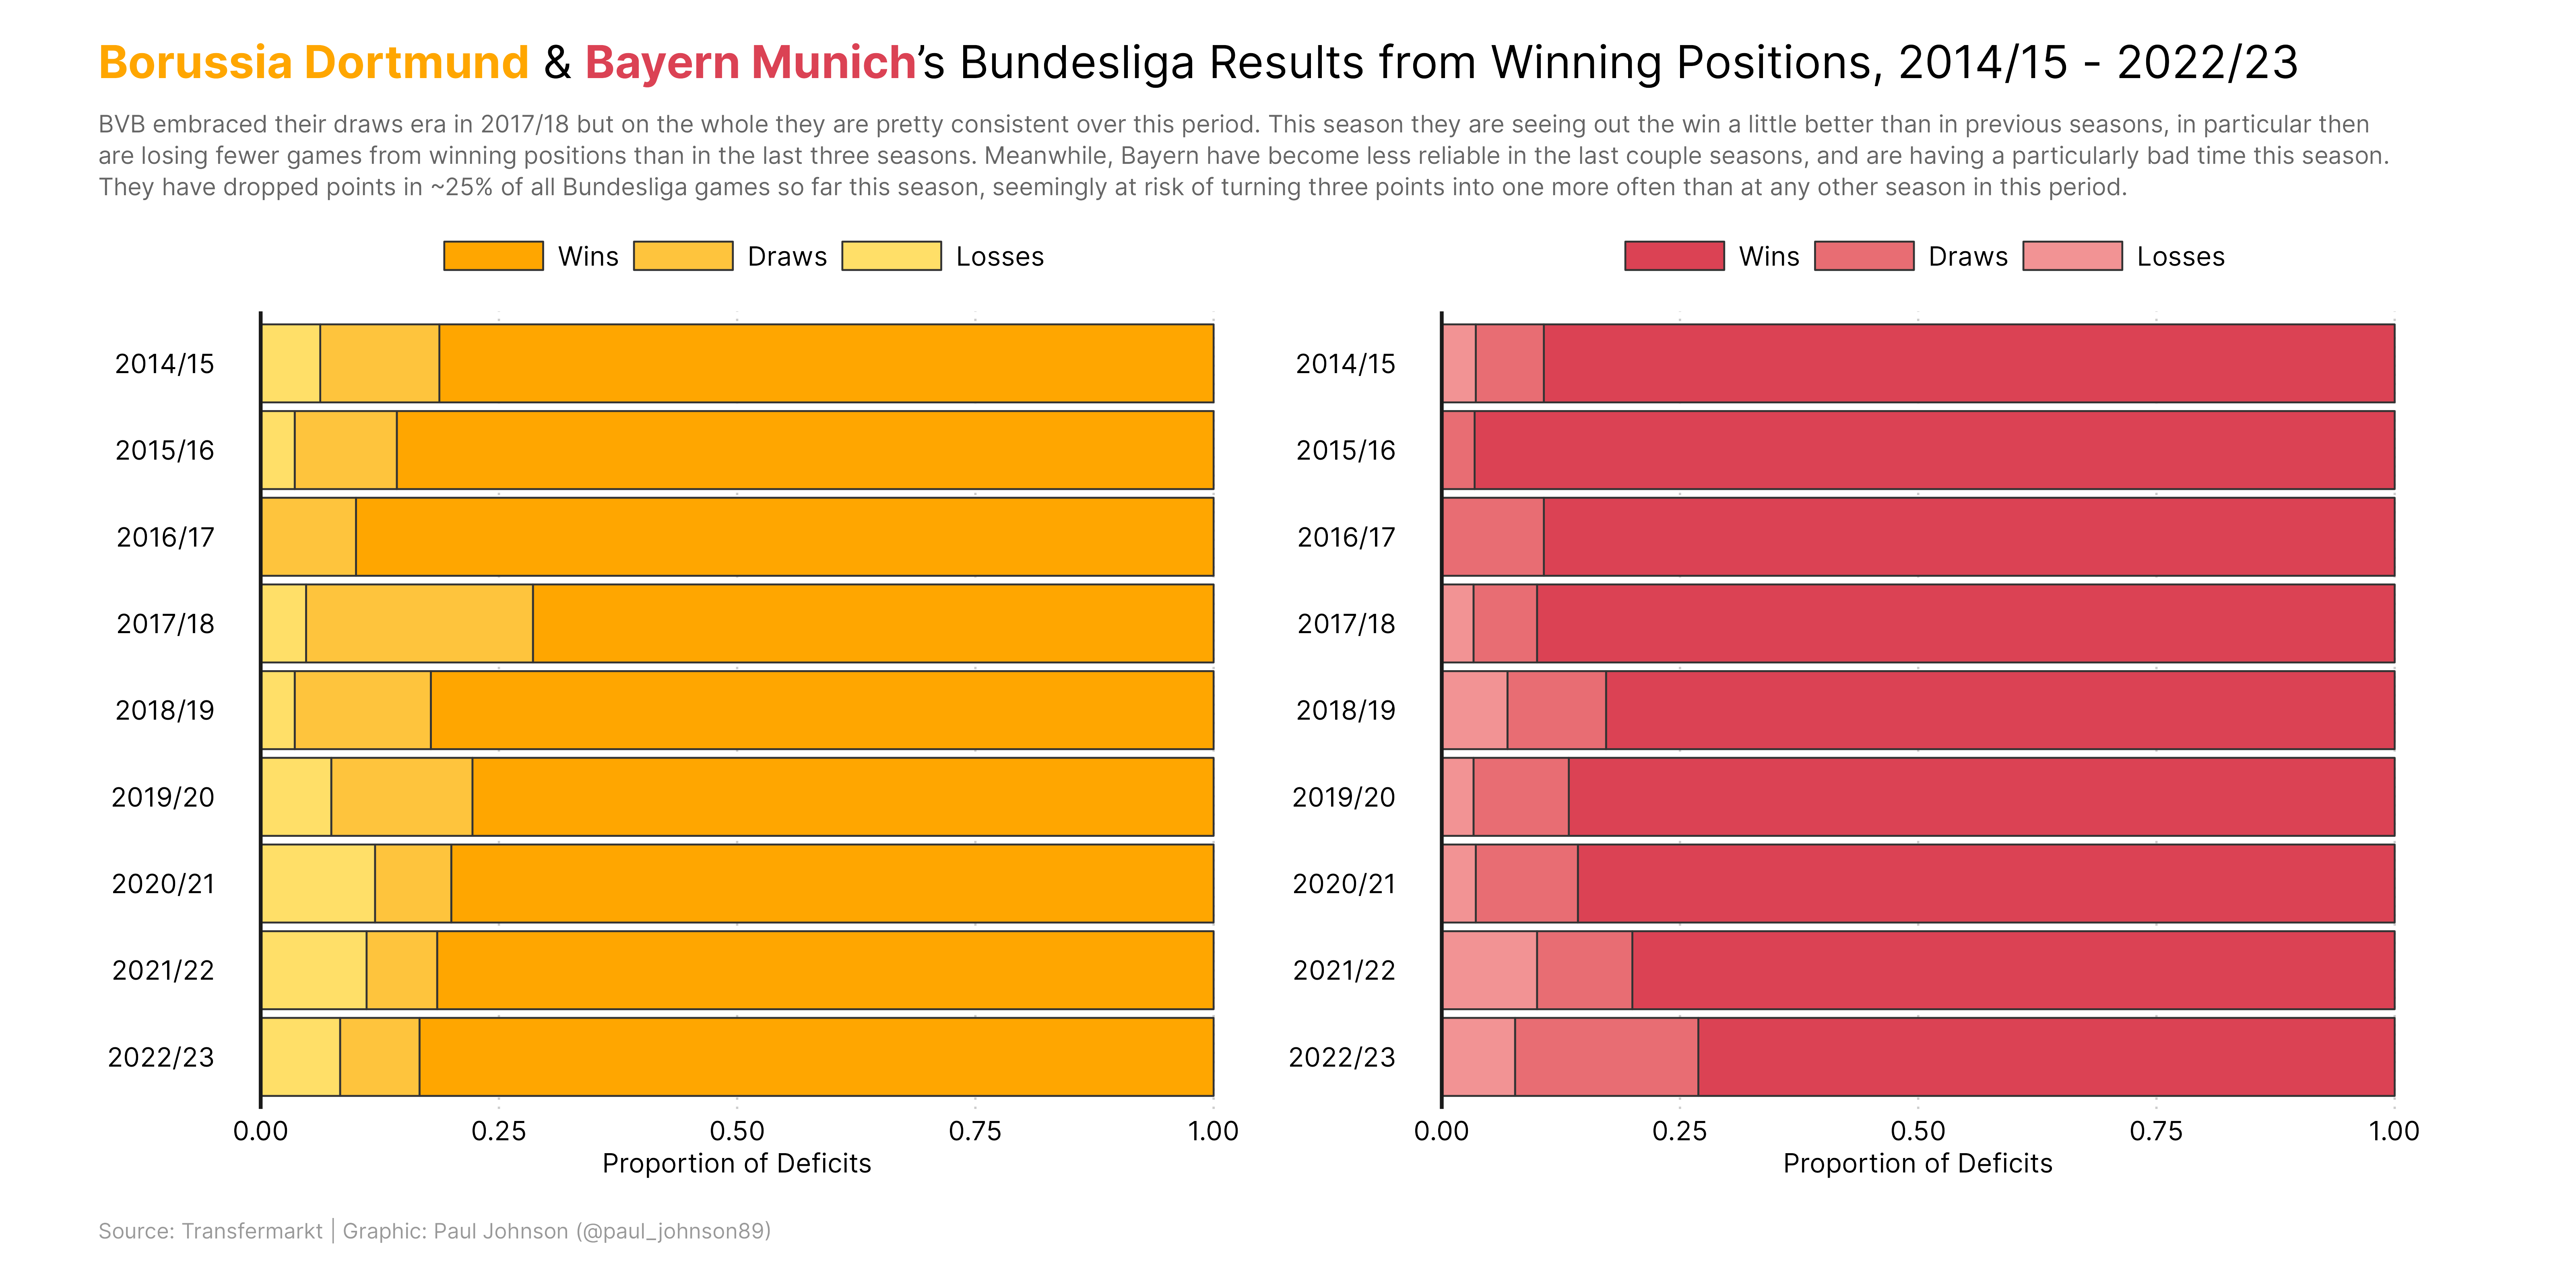 Borussia Dortmund & Bayern Munich’s Bundesliga Results from Winning Positions, 2014/15 - 2022/23
BVB embraced their draws era in 2017/18 but on the whole they are pretty consistent over this period. This season they are seeing out the win a little better than in previous seasons, in particular then
are losing fewer games from winning positions than in the last three seasons. Meanwhile, Bayern have become less reliable in the last couple seasons, and are having a particularly bad time this season.
They have dropped points in ~25% of all Bundesliga games so far this season, seemingly at risk of turning three points into one more often than at any other season in this period.
Wins Draws Losses
2014/15
2015/16
2016/17
2017/18
2018/19
2019/20
2020/21
2021/22
2022/23
0.00 0.25 0.50 0.75 1.00
Proportion of Deficits
Wins Draws Losses
2014/15
2015/16
2016/17
2017/18
2018/19
2019/20
2020/21
2021/22
2022/23
0.00 0.25 0.50 0.75 1.00
Proportion of Deficits
Source: Transfermarkt | Graphic: Paul Johnson (@paul_johnson89)